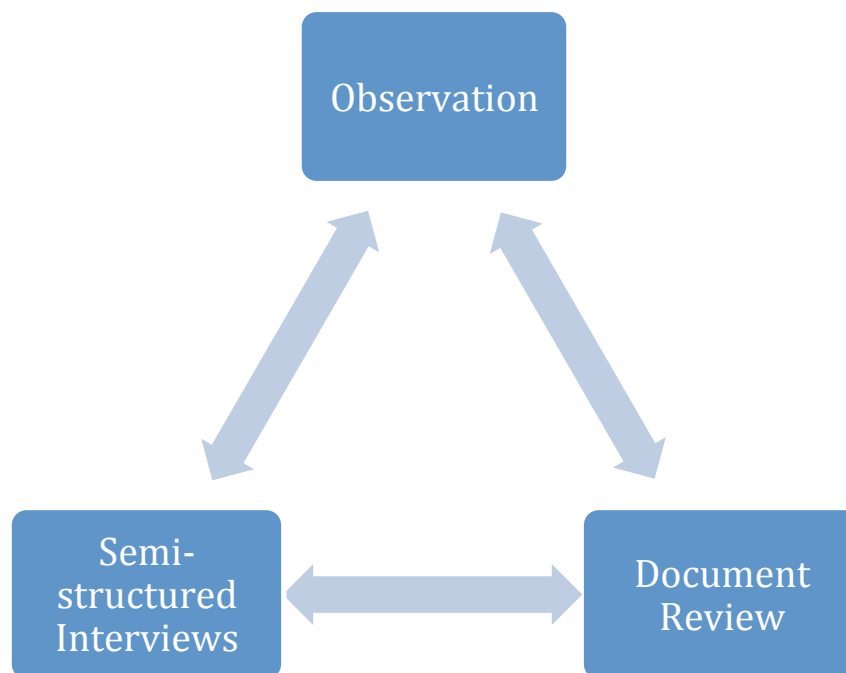 Observation
Semi-
structured
Interviews
Document
Review